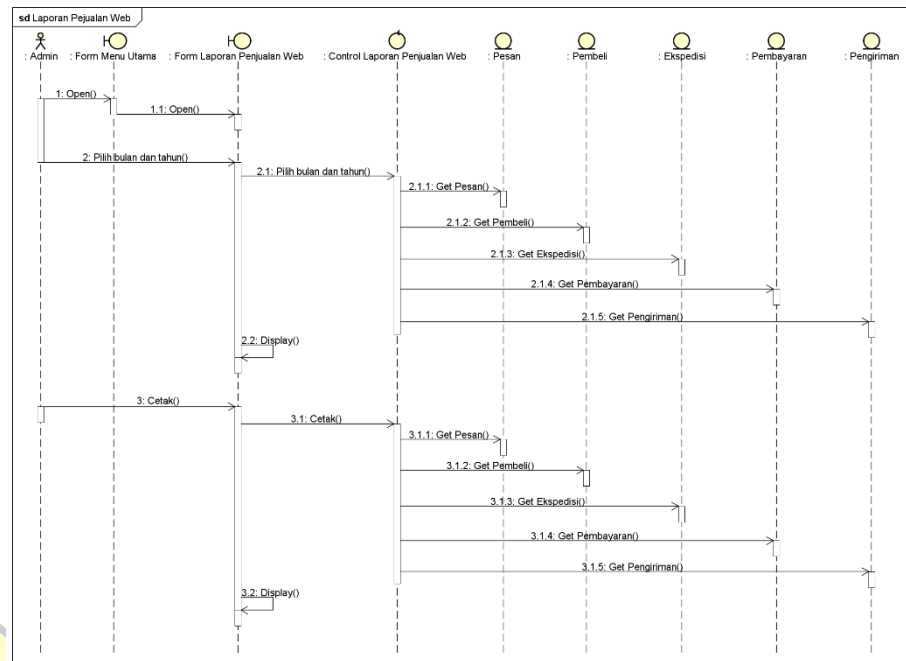 sd Laporan Pejualan Web
: Admin
: Form Menu Utama
: Form Laporan Penjualan Web
: Control Laporan Penjualan Web
: Pesan
: Pembeli
: Ekspedisi
: Pembayaran
: Pengiriman
1: Open()
1.1: Open()
2: Pilih bulan dan tahun()
2.1: Pilih bulan dan tahun()
2.1.1: Get Pesan()
2.1.2: Get Pembeli()
2.1.3: Get Ekspedisi()
2.1.4: Get Pembayaran()
2.1.5: Get Pengiriman()
2.2: Display()
3: Cetak()
3.1: Cetak()
3.1.1: Get Pesan()
3.1.2: Get Pembeli()
3.1.3: Get Ekspedisi()
3.1.4: Get Pembayaran()
3.1.5: Get Pengiriman()
3.2: Display()